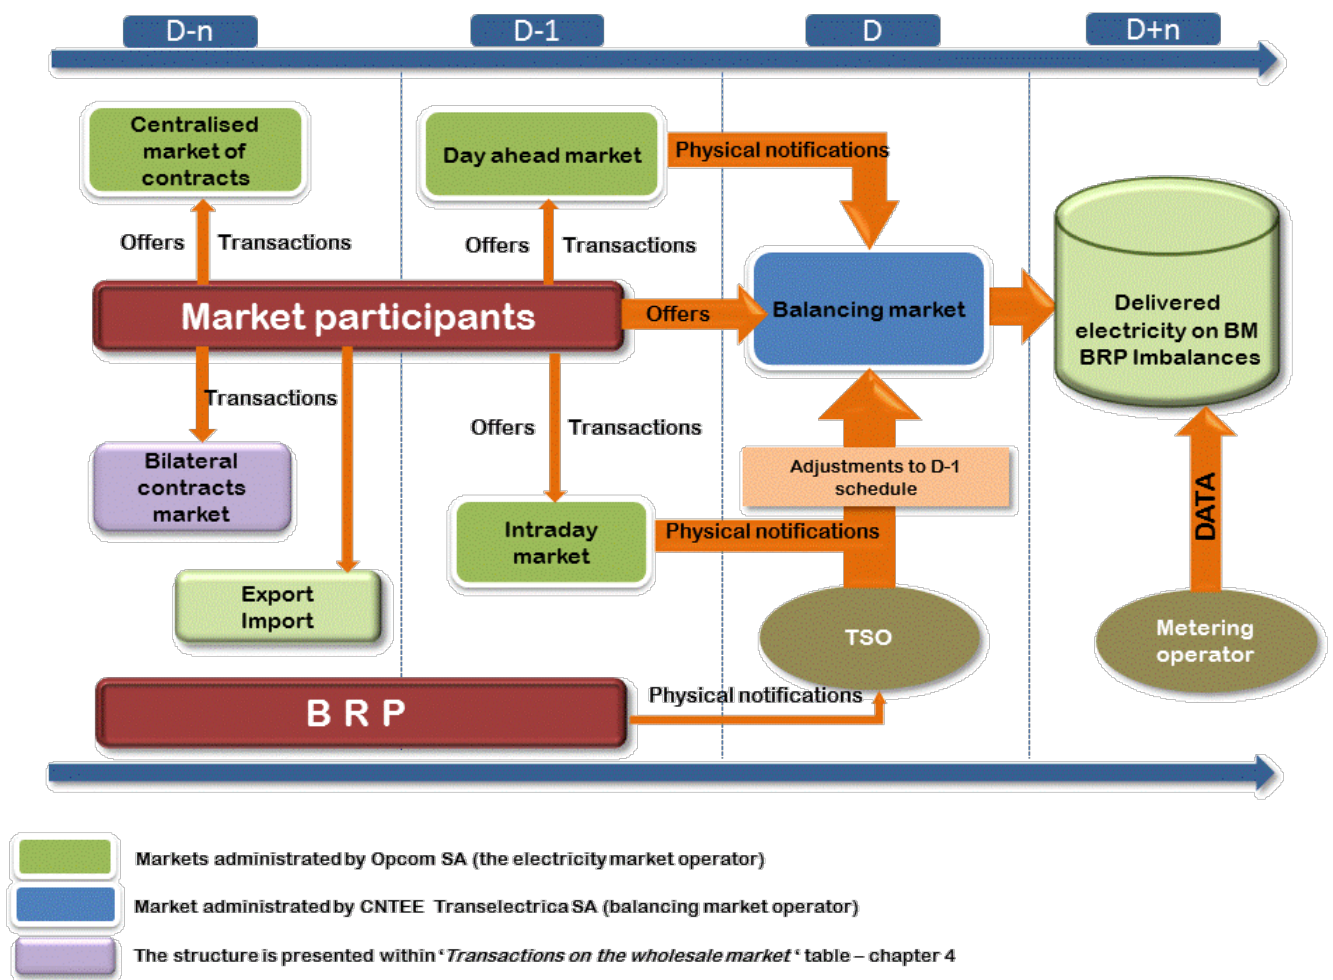 D-n
D-1
D
D+n
Centralised
market of
contracts
Day ahead market
Physical notifications
Offers
Transactions
Offers
Transactions
Market participants
Offers
Balancing market
Delivered
electricity on BM
BRP Imbalances
Transactions
Offers
Transactions
Bilateral
contracts
market
Adjustments to D-1
schedule
Intraday
market
Physical notifications
DATA
Export
Import
TSO
Metering
operator
B R P
Physical notifications
Markets administrated by Opcom SA (the electricity market operator)
Market administrated by CNTEE Transelectrica SA (balancing market operator)
The structure is presented within ‘Transactions on the wholesale market ‘ table – chapter 4